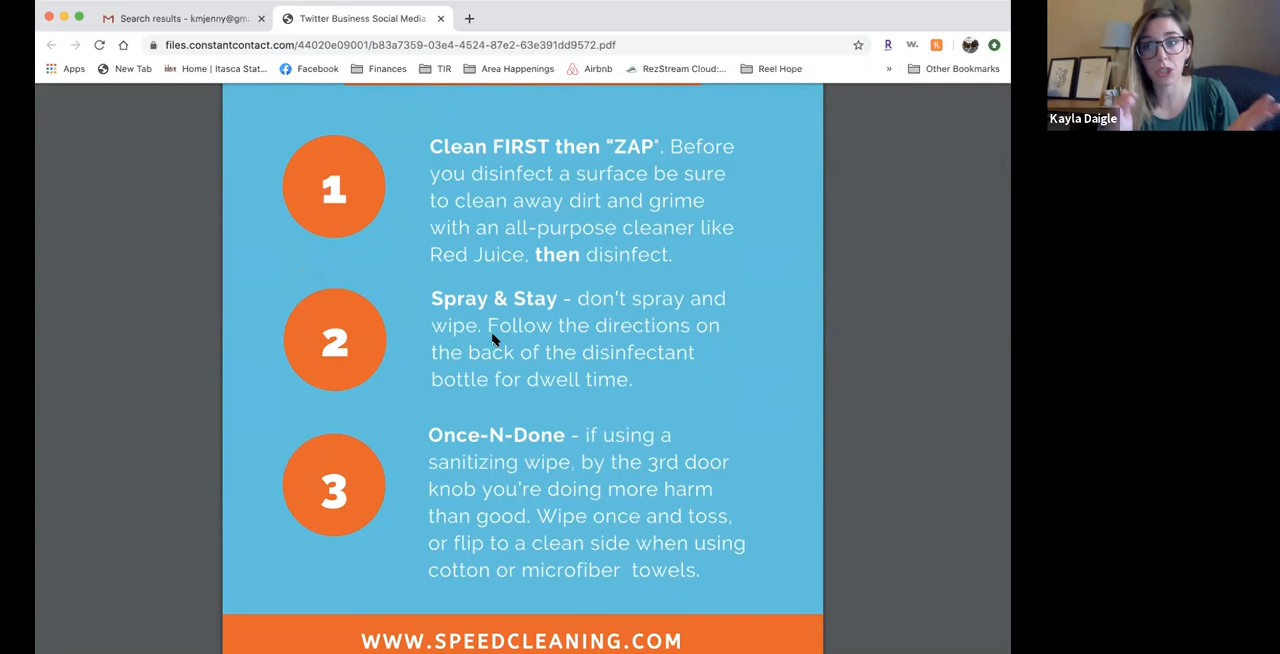 Search results - kmjenny@gm
Twitter Business Social Media
files.constantcontact.com/44020e09001/b83a7359-03e4-4524-87e2-63e391dd9572.pdf
R
w.
Apps
New Tab
Home | Itasca Stat...
Facebook
Finances
TIR
Area Happenings
Airbnb
RezStream Cloud:...
Reel Hope
»
Other Bookmarks
Kayla Daigle
1
Clean FIRST then "ZAP". Before
you disinfect a surface be sure
to clean away dirt and grime
with an all-purpose cleaner like
Red Juice, then disinfect.
2
Spray & Stay - don't spray and
wipe. Follow the directions on
the back of the disinfectant
bottle for dwell time.
3
Once-N-Done - if using a
sanitizing wipe, by the 3rd door
knob you're doing more harm
than good. Wipe once and toss,
or flip to a clean side when using
cotton or microfiber towels.
WWW.SPEEDCLEANING.COM